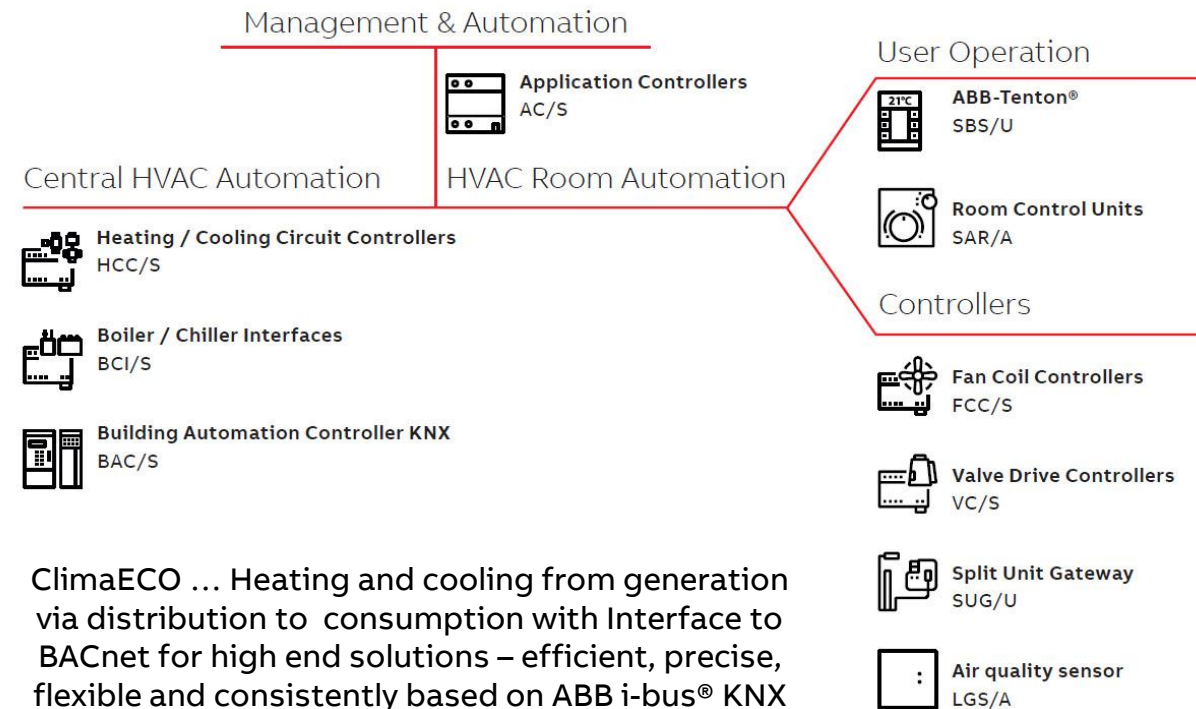 Management & Automation
Application Controllers
AC/S
Central HVAC Automation
HVAC Room Automation
Heating / Cooling Circuit Controllers
HCC/S
Boiler / Chiller Interfaces
BCI/S
Building Automation Controller KNX
BAC/S
User Operation
21°C
ABB-Tenton®
SBS/U
Room Control Units
SAR/A
Controllers
Fan Coil Controllers
FCC/S
Valve Drive Controllers
VC/S
Split Unit Gateway
SUG/U
Air quality sensor
LGS/A
ClimaECO … Heating and cooling from generation
via distribution to consumption with Interface to
BACnet for high end solutions – efficient, precise,
flexible and consistently based on ABB i-bus® KNX